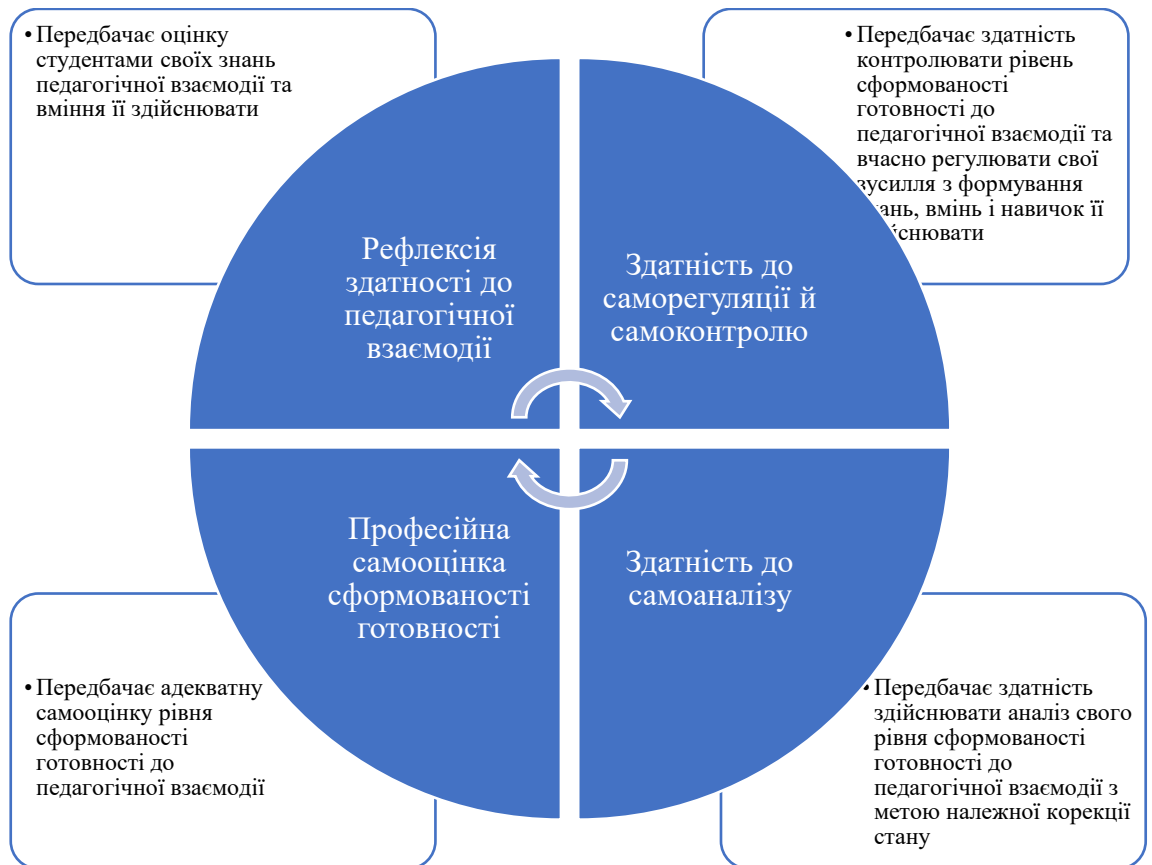 • Передбачає оцінку
студентами своїх знань
педагогічної взаємодії та
вміння її здійснювати
• Передбачає здатність
контролювати рівень
сформованості
готовності до
педагогічної взаємодії та
вчасно регулювати свої
зусилля з формування
ань, вмінь і навичок її
йснювати
Рефлексія
здатності до
педагогічної
взаємодії
Здатність до
саморегуляції й
самоконтролю
Професійна
самооцінка
сформованості
готовності
Здатність до
самоаналізу
• Передбачає адекватну
самооцінку рівня
сформованості
готовності до
педагогічної взаємодії
• Передбачає здатність
здійснювати аналіз свого
рівня сформованості
готовності до
педагогічної взаємодії з
метою належної корекції
стану